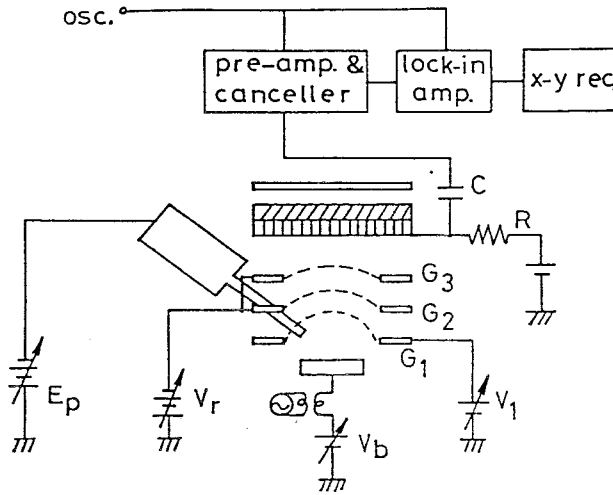 osc.
pre-amp. &
canceller
lock-in
amp.
x-y rec.
C
R
G3
G2
G1
Ep
Vr
V1
Vb